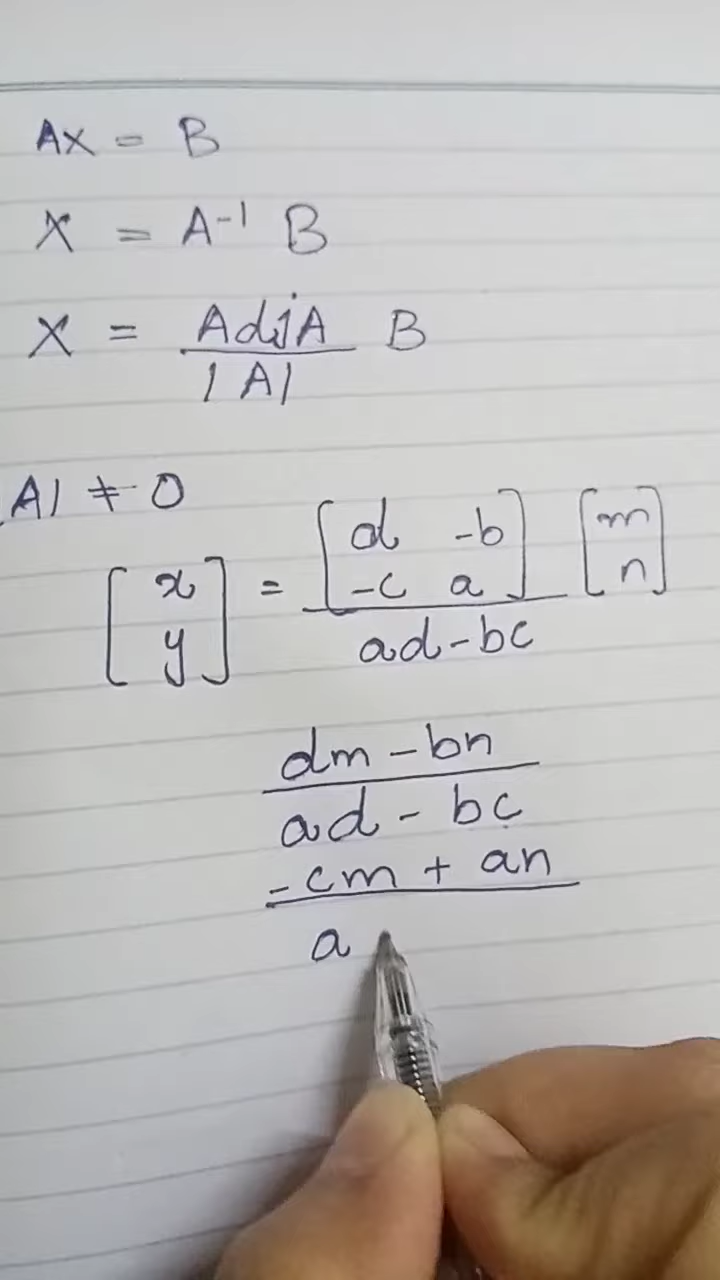 AX = B
X = A⁻¹ B
X = AdjA / |A| B
|A| ≠ 0
[x y] = [d -b -c a] / ad-bc [m n]
dm - bn
ad - bc
-cm + an
a